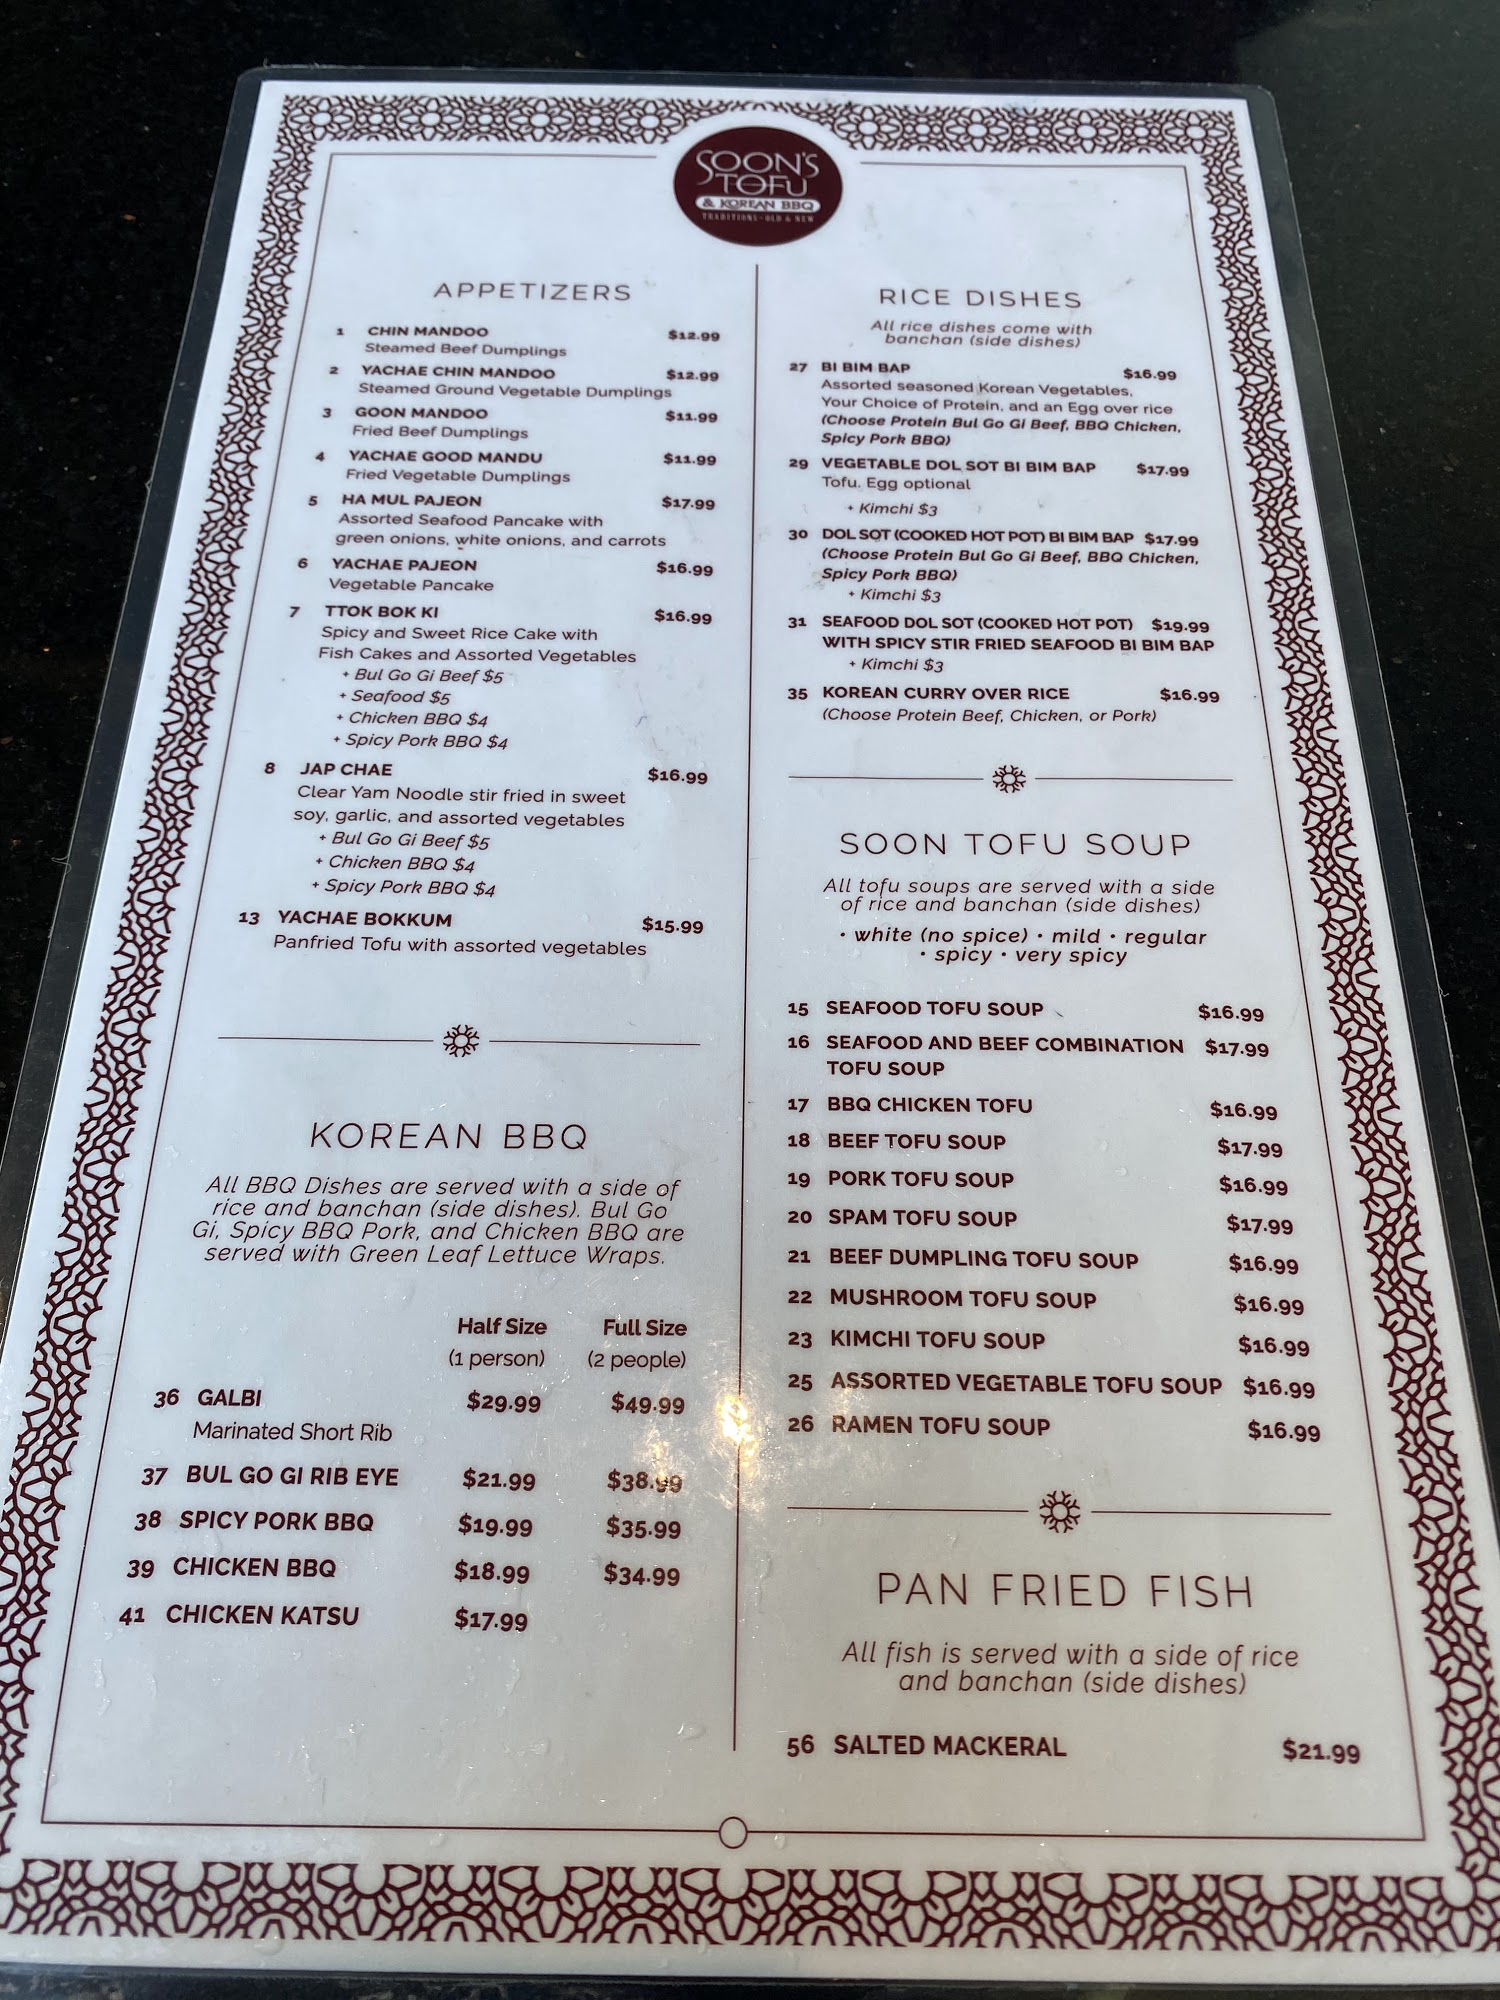 SOON'S
TOFU
& KOREAN BBQ
TRADITIONS - OLD & NEW
APPETIZERS
1 CHIN MANDOO $12.99
Steamed Beef Dumplings
2 YACHAE CHIN MANDOO $12.99
Steamed Ground Vegetable Dumplings
3 GOON MANDOO $11.99
Fried Beef Dumplings
4 YACHAE GOOD MANDU $11.99
Fried Vegetable Dumplings
5 HA MUL PAJEON $17.99
Assorted Seafood Pancake with
green onions, white onions, and carrots
6 YACHAE PAJEON $16.99
Vegetable Pancake
7 TTOK BOK KI $16.99
Spicy and Sweet Rice Cake with
Fish Cakes and Assorted Vegetables
+ Bul Go Gi Beef $5
+ Seafood $5
+ Chicken BBQ $4
+ Spicy Pork BBQ $4
8 JAP CHAE $16.99
Clear Yam Noodle stir fried in sweet
soy, garlic, and assorted vegetables
+ Bul Go Gi Beef $5
+ Chicken BBQ $4
+ Spicy Pork BBQ $4
13 YACHAE BOKKUM $15.99
Panfried Tofu with assorted vegetables
KOREAN BBQ
All BBQ Dishes are served with a side of
rice and banchan (side dishes). Bul Go
Gi, Spicy BBQ Pork, and Chicken BBQ are
served with Green Leaf Lettuce Wraps.
Half Size Full Size
(1 person) (2 people)
36 GALBI $29.99 $49.99
Marinated Short Rib
37 BUL GO GI RIB EYE $21.99 $38.99
38 SPICY PORK BBQ $19.99 $35.99
39 CHICKEN BBQ $18.99 $34.99
41 CHICKEN KATSU $17.99
RICE DISHES
All rice dishes come with
banchan (side dishes)
27 BI BIM BAP $16.99
Assorted seasoned Korean Vegetables,
Your Choice of Protein, and an Egg over rice
(Choose Protein Bul Go Gi Beef, BBQ Chicken,
Spicy Pork BBQ)
29 VEGETABLE DOL SOT BI BIM BAP $17.99
Tofu. Egg optional
+ Kimchi $3
30 DOL SOT (COOKED HOT POT) BI BIM BAP $17.99
(Choose Protein Bul Go Gi Beef, BBQ Chicken,
Spicy Pork BBQ)
+ Kimchi $3
31 SEAFOOD DOL SOT (COOKED HOT POT) $19.99
WITH SPICY STIR FRIED SEAFOOD BI BIM BAP
+ Kimchi $3
35 KOREAN CURRY OVER RICE $16.99
(Choose Protein Beef, Chicken, or Pork)
SOON TOFU SOUP
All tofu soups are served with a side
of rice and banchan (side dishes)
• white (no spice) • mild • regular
• spicy • very spicy
15 SEAFOOD TOFU SOUP $16.99
16 SEAFOOD AND BEEF COMBINATION $17.99
TOFU SOUP
17 BBQ CHICKEN TOFU $16.99
18 BEEF TOFU SOUP $17.99
19 PORK TOFU SOUP $16.99
20 SPAM TOFU SOUP $17.99
21 BEEF DUMPLING TOFU SOUP $16.99
22 MUSHROOM TOFU SOUP $16.99
23 KIMCHI TOFU SOUP $16.99
25 ASSORTED VEGETABLE TOFU SOUP $16.99
26 RAMEN TOFU SOUP $16.99
PAN FRIED FISH
All fish is served with a side of rice
and banchan (side dishes)
56 SALTED MACKERAL $21.99